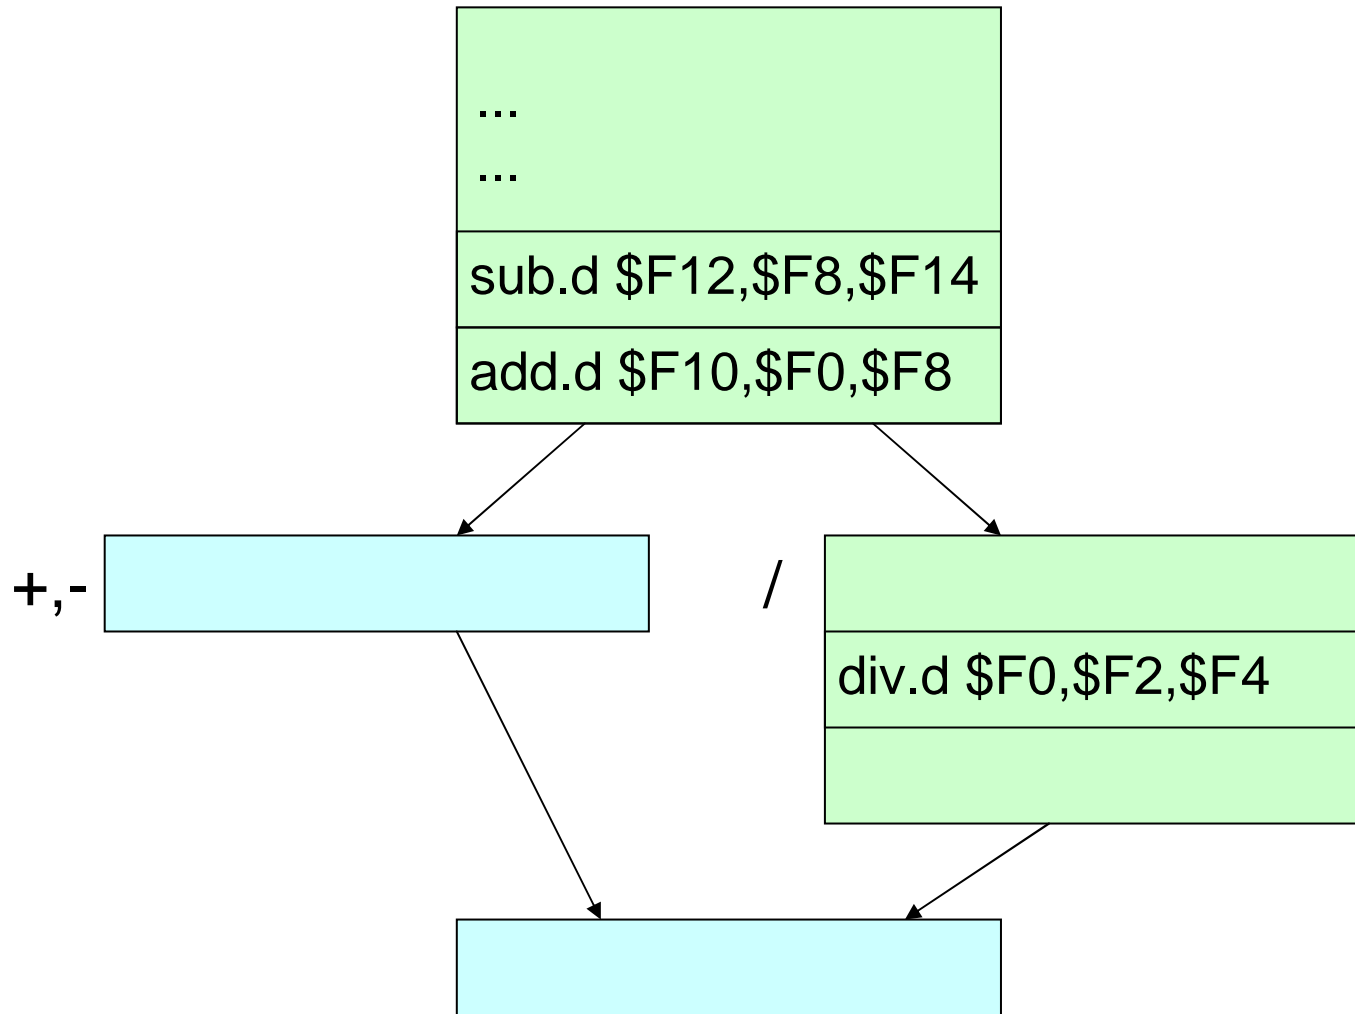 ...
...
sub.d $F12,$F8,$F14
add.d $F10,$F0,$F8
+,-
/
div.d $F0,$F2,$F4